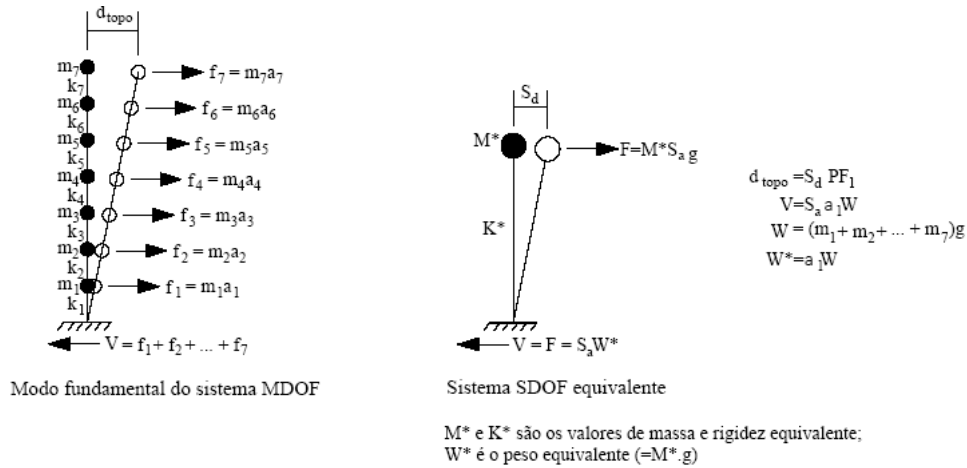 d_topo
m₇
k₇
f₇ = m₇a₇
m₆
k₆
f₆ = m₆a₆
m₅
k₅
f₅ = m₅a₅
m₄
k₄
f₄ = m₄a₄
m₃
k₃
f₃ = m₃a₃
m₂
k₂
f₂ = m₂a₂
m₁
k₁
f₁ = m₁a₁
V = f₁ + f₂ + ... + f₇
Modo fundamental do sistema MDOF
S_d
M*
F=M*Sₐ g
K*
V = F = SₐW*
Sistema SDOF equivalente
M* e K* são os valores de massa e rigidez equivalente;
W* é o peso equivalente (=M*.g)
d_topo =S_d PF₁
V=Sₐ a₁W
W = (m₁ + m₂ + ... + m₇)g
W*=a₁W